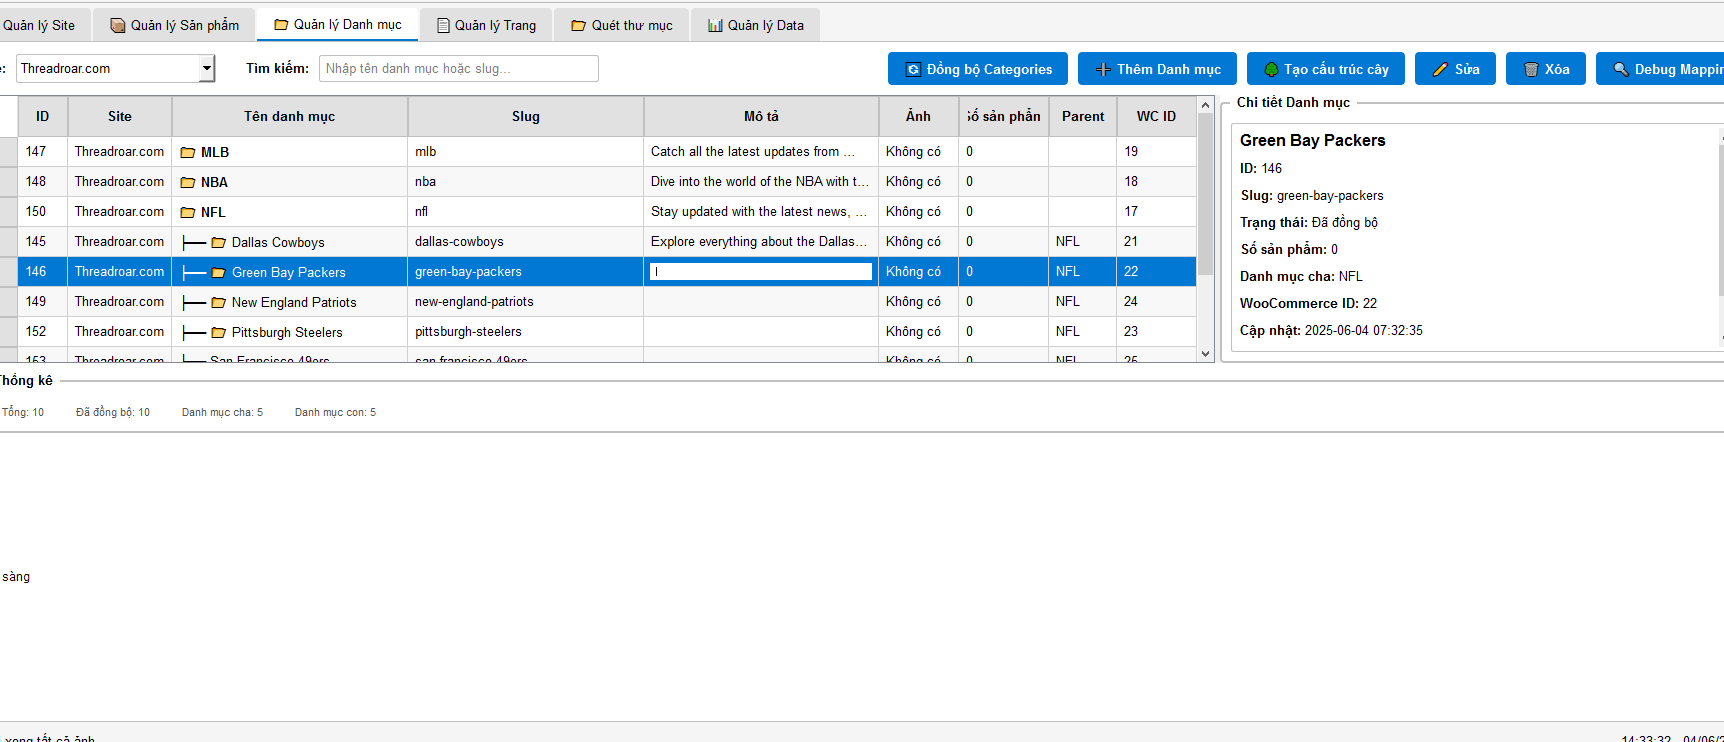 Quản lý Site Quản lý Sản phẩm Quản lý Danh mục Quản lý Trang Quét thư mục Quản lý Data
Threadroar.com Tìm kiếm: Nhập tên danh mục hoặc slug... Đồng bộ Categories Thêm Danh mục Tạo cấu trúc cây Sửa Xóa Debug Mappin
ID Site Tên danh mục Slug Mô tả Ảnh Số sản phẩn Parent WC ID
147 Threadroar.com MLB mlb Catch all the latest updates from ... Không có 0 19
148 Threadroar.com NBA nba Dive into the world of the NBA with t... Không có 0 18
150 Threadroar.com NFL nfl Stay updated with the latest news, ... Không có 0 17
145 Threadroar.com ├── Dallas Cowboys dallas-cowboys Explore everything about the Dallas... Không có 0 NFL 21
146 Threadroar.com ├── Green Bay Packers green-bay-packers Không có 0 NFL 22
149 Threadroar.com ├── New England Patriots new-england-patriots Không có 0 NFL 24
152 Threadroar.com ├── Pittsburgh Steelers pittsburgh-steelers Không có 0 NFL 23
153 Threadroar.com └── San Francisco 49ers san-francisco-49ers Không có 0 NFL 25
Chi tiết Danh mục
Green Bay Packers
ID: 146
Slug: green-bay-packers
Trạng thái: Đã đồng bộ
Số sản phẩm: 0
Danh mục cha: NFL
WooCommerce ID: 22
Cập nhật: 2025-06-04 07:32:35
Thống kê
Tổng: 10 Đã đồng bộ: 10 Danh mục cha: 5 Danh mục con: 5
sàng
xong tất cả ảnh 14:33:32 04/06/2